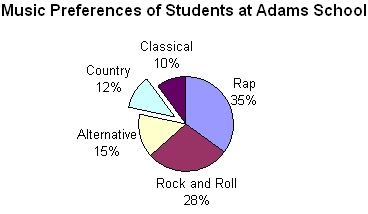 Music Preferences of Students at Adams School
Classical
10%
Country
12%
Rap
35%
Alternative
15%
Rock and Roll
28%